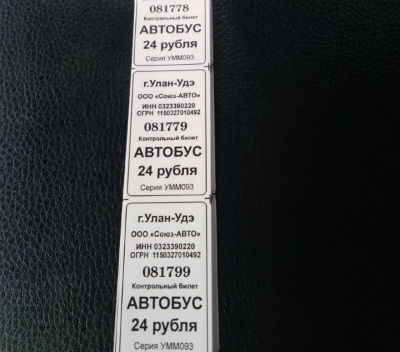 081778
Контрольный билет
АВТОБУС
24 рубля
Серия УММ093
г.Улан-Удэ
ООО «Союз-АВТО»
ИНН 0323390220
ОГРН 1150327010492
081779
Контрольный билет
АВТОБУС
24 рубля
Серия УММ093
г.Улан-Удэ
ООО «Союз-АВТО»
ИНН 0323390220
ОГРН 1150327010492
081799
Контрольный билет
АВТОБУС
24 рубля
Серия УММ093